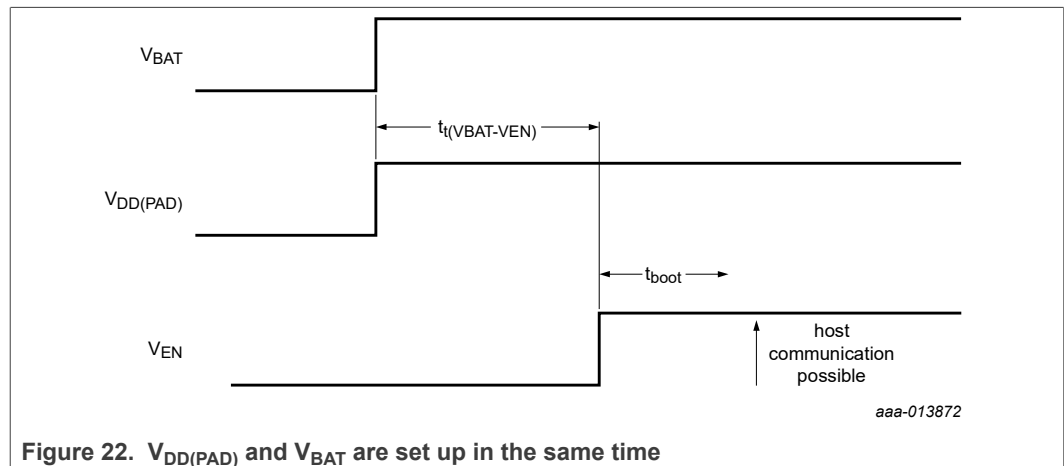 VBAT
tt(VBAT-VEN)
VDD(PAD)
tboot
VEN
host
communication
possible
aaa-013872
Figure 22. VDD(PAD) and VBAT are set up in the same time